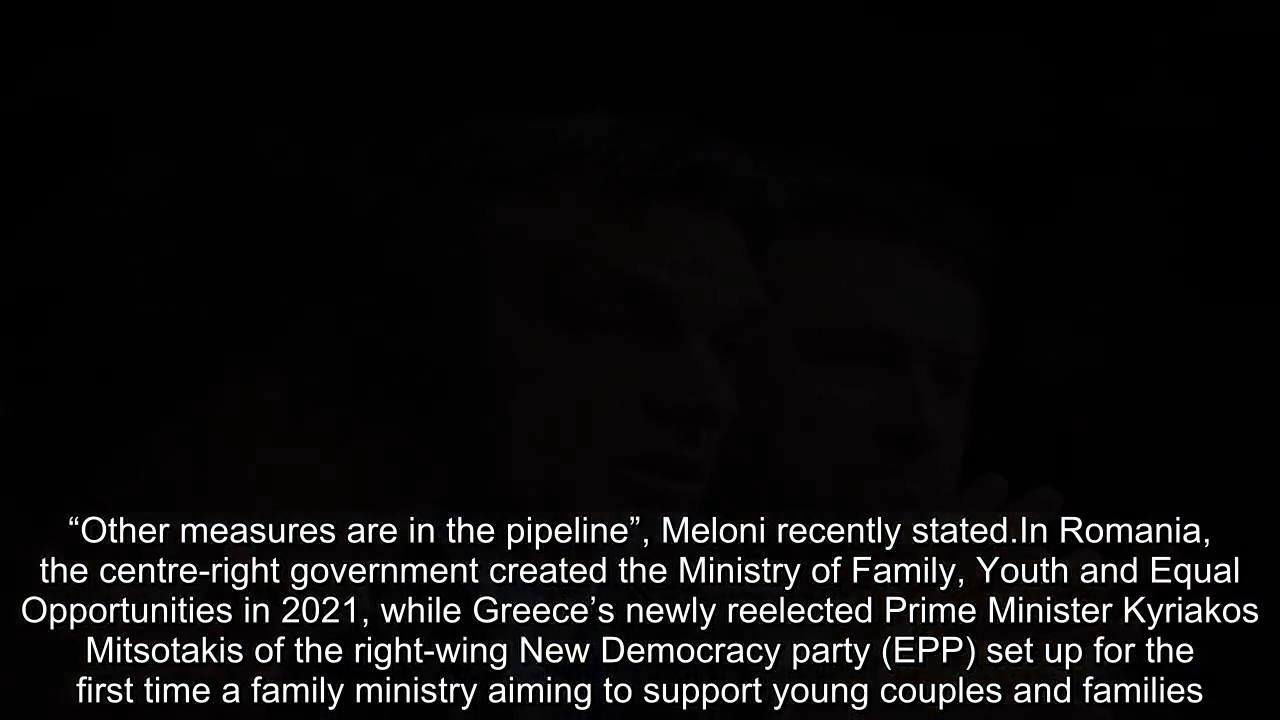 “Other measures are in the pipeline”, Meloni recently stated.In Romania,
the centre-right government created the Ministry of Family, Youth and Equal
Opportunities in 2021, while Greece’s newly reelected Prime Minister Kyriakos
Mitsotakis of the right-wing New Democracy party (EPP) set up for the
first time a family ministry aiming to support young couples and families